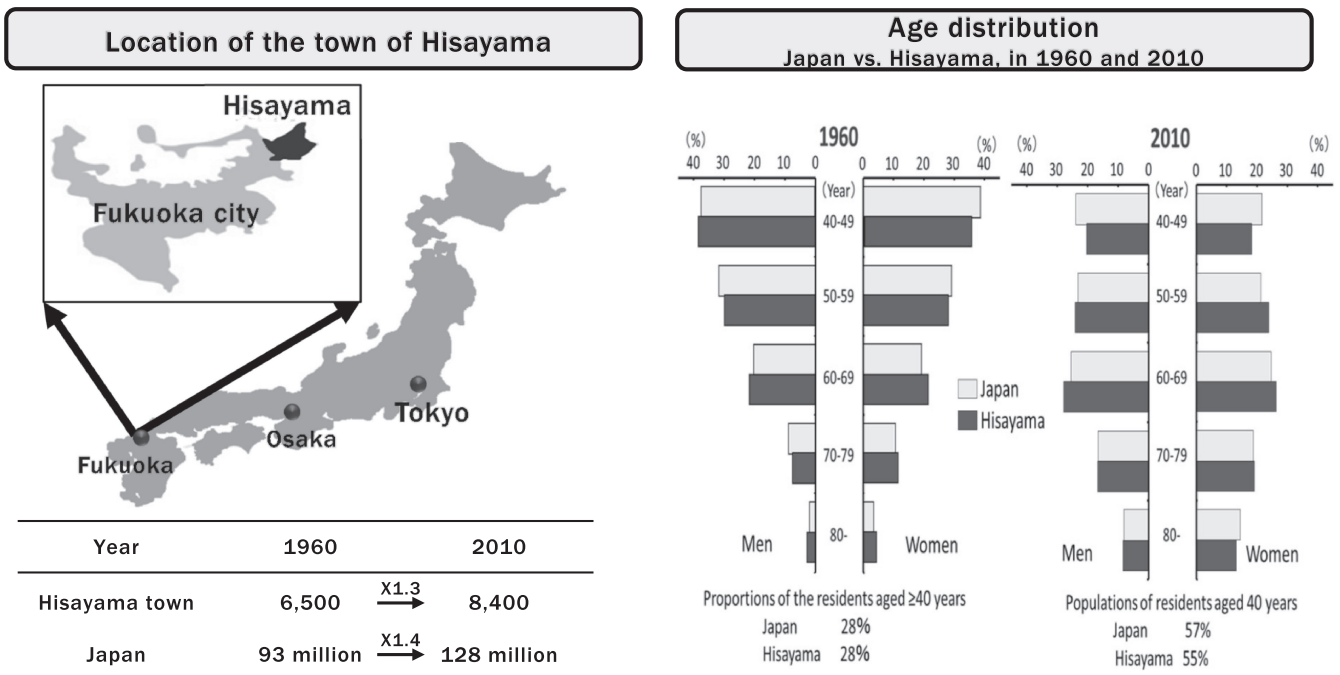 Location of the town of Hisayama
Hisayama
Fukuoka city
Tokyo
Osaka
Fukuoka
Year 1960 2010
Hisayama town 6,500 X1.3 8,400
Japan 93 million X1.4 128 million
Age distribution
Japan vs. Hisayama, in 1960 and 2010
1960
(%) (%)
40 30 20 10 0 0 10 20 30 40
(Year)
40-49
50-59
60-69
70-79
80-
Men Women
Japan
Hisayama
Proportions of the residents aged ≥40 years
Japan 28%
Hisayama 28%
2010
(%) (%)
40 30 20 10 0 0 10 20 30 40
(Year)
40-49
50-59
60-69
70-79
80-
Men Women
Populations of residents aged 40 years
Japan 57%
Hisayama 55%